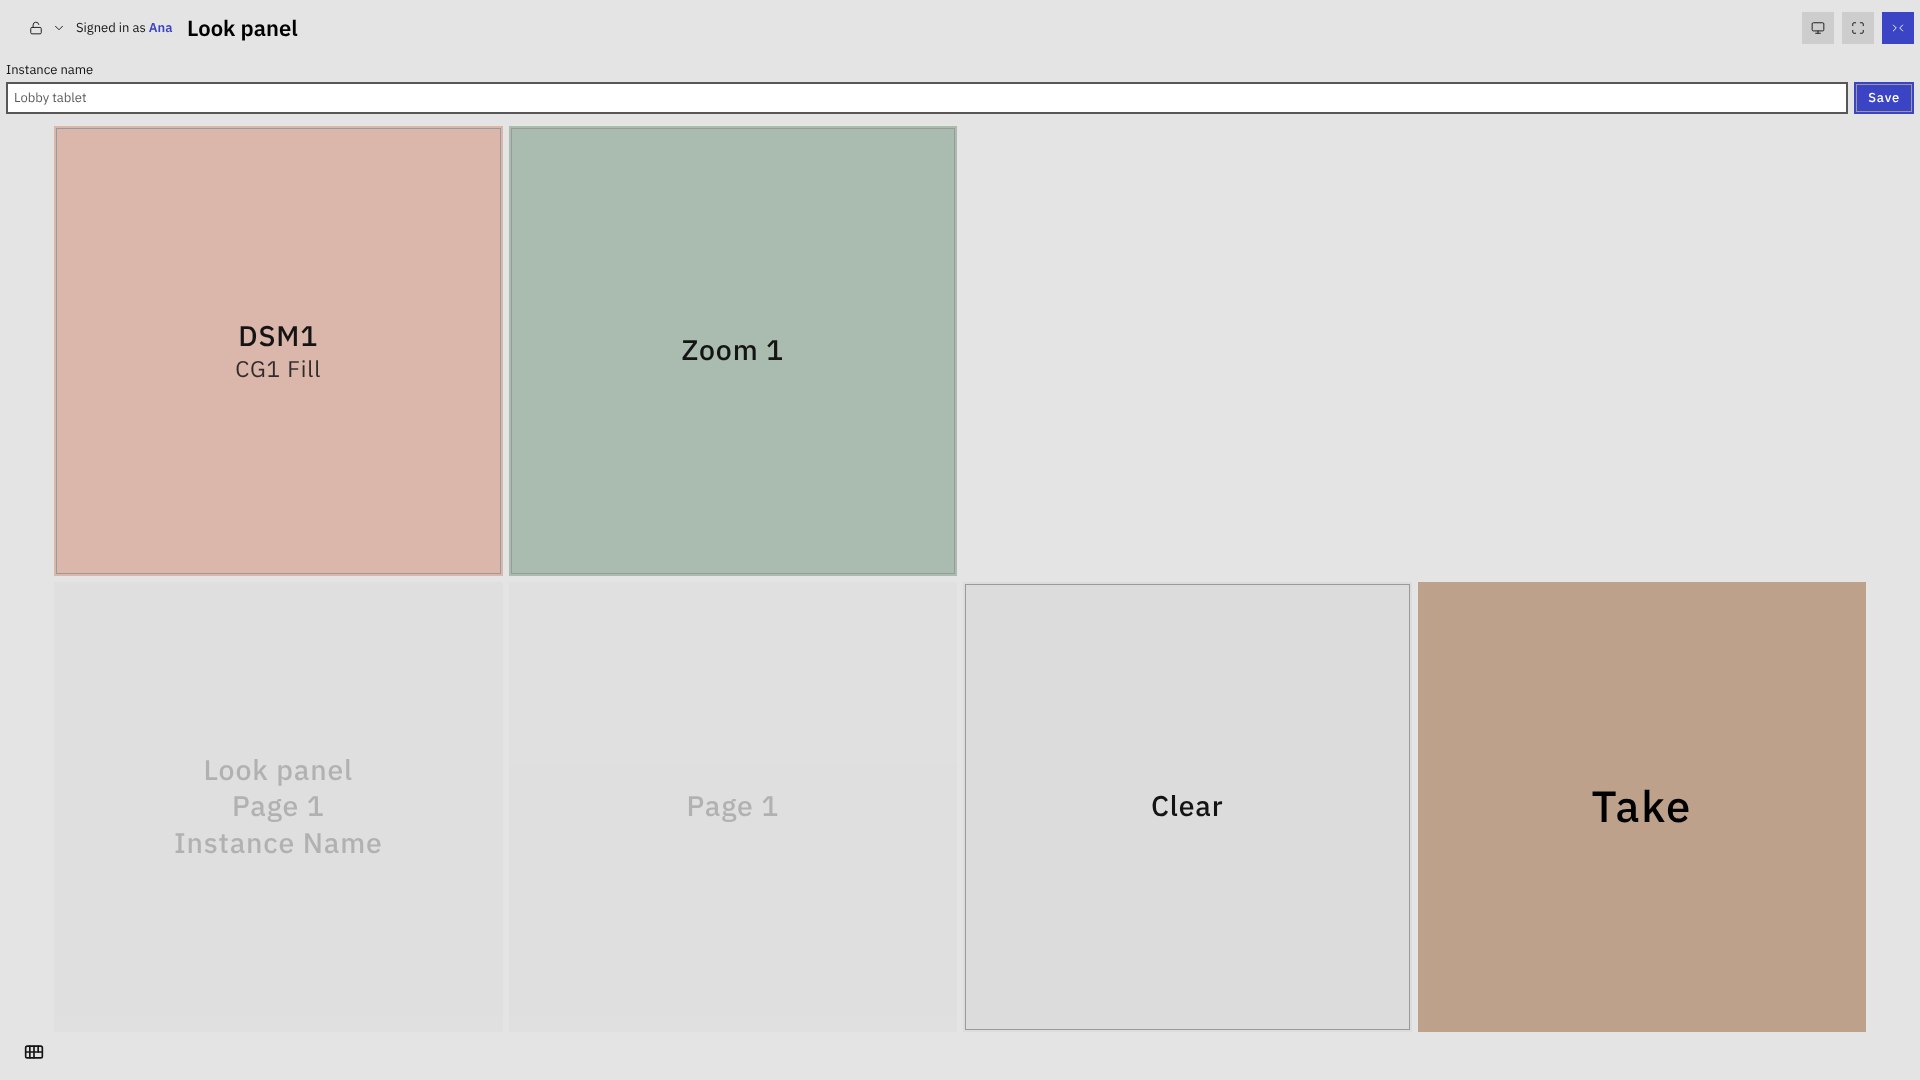 Signed in as Ana
Look panel
Instance name
Lobby tablet
Save
DSM1
CG1 Fill
Zoom 1
Look panel
Page 1
Instance Name
Page 1
Clear
Take